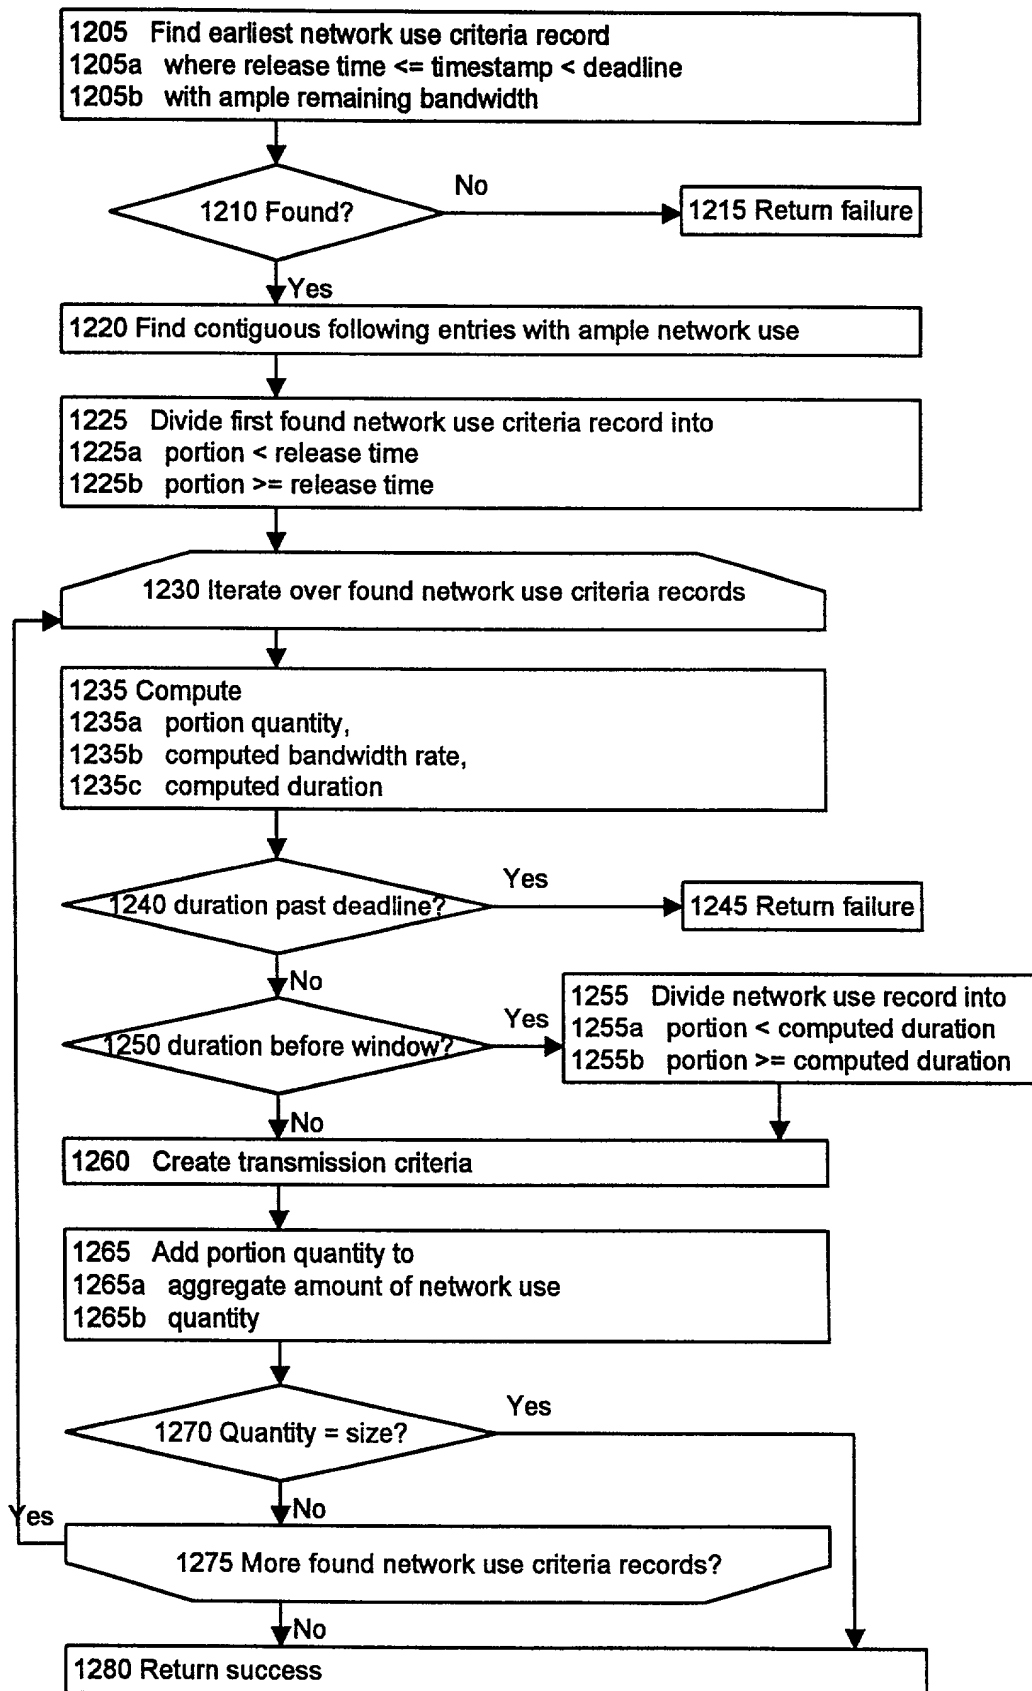 1205 Find earliest network use criteria record
1205a where release time <= timestamp < deadline
1205b with ample remaining bandwidth
No
1210 Found?
1215 Return failure
Yes
1220 Find contiguous following entries with ample network use
1225 Divide first found network use criteria record into
1225a portion < release time
1225b portion >= release time
1230 Iterate over found network use criteria records
1235 Compute
1235a portion quantity,
1235b computed bandwidth rate,
1235c computed duration
Yes
1240 duration past deadline?
1245 Return failure
No
1250 duration before window?
Yes
1255 Divide network use record into
1255a portion < computed duration
1255b portion >= computed duration
No
1260 Create transmission criteria
1265 Add portion quantity to
1265a aggregate amount of network use
1265b quantity
Yes
1270 Quantity = size?
No
Yes
1275 More found network use criteria records?
No
1280 Return success